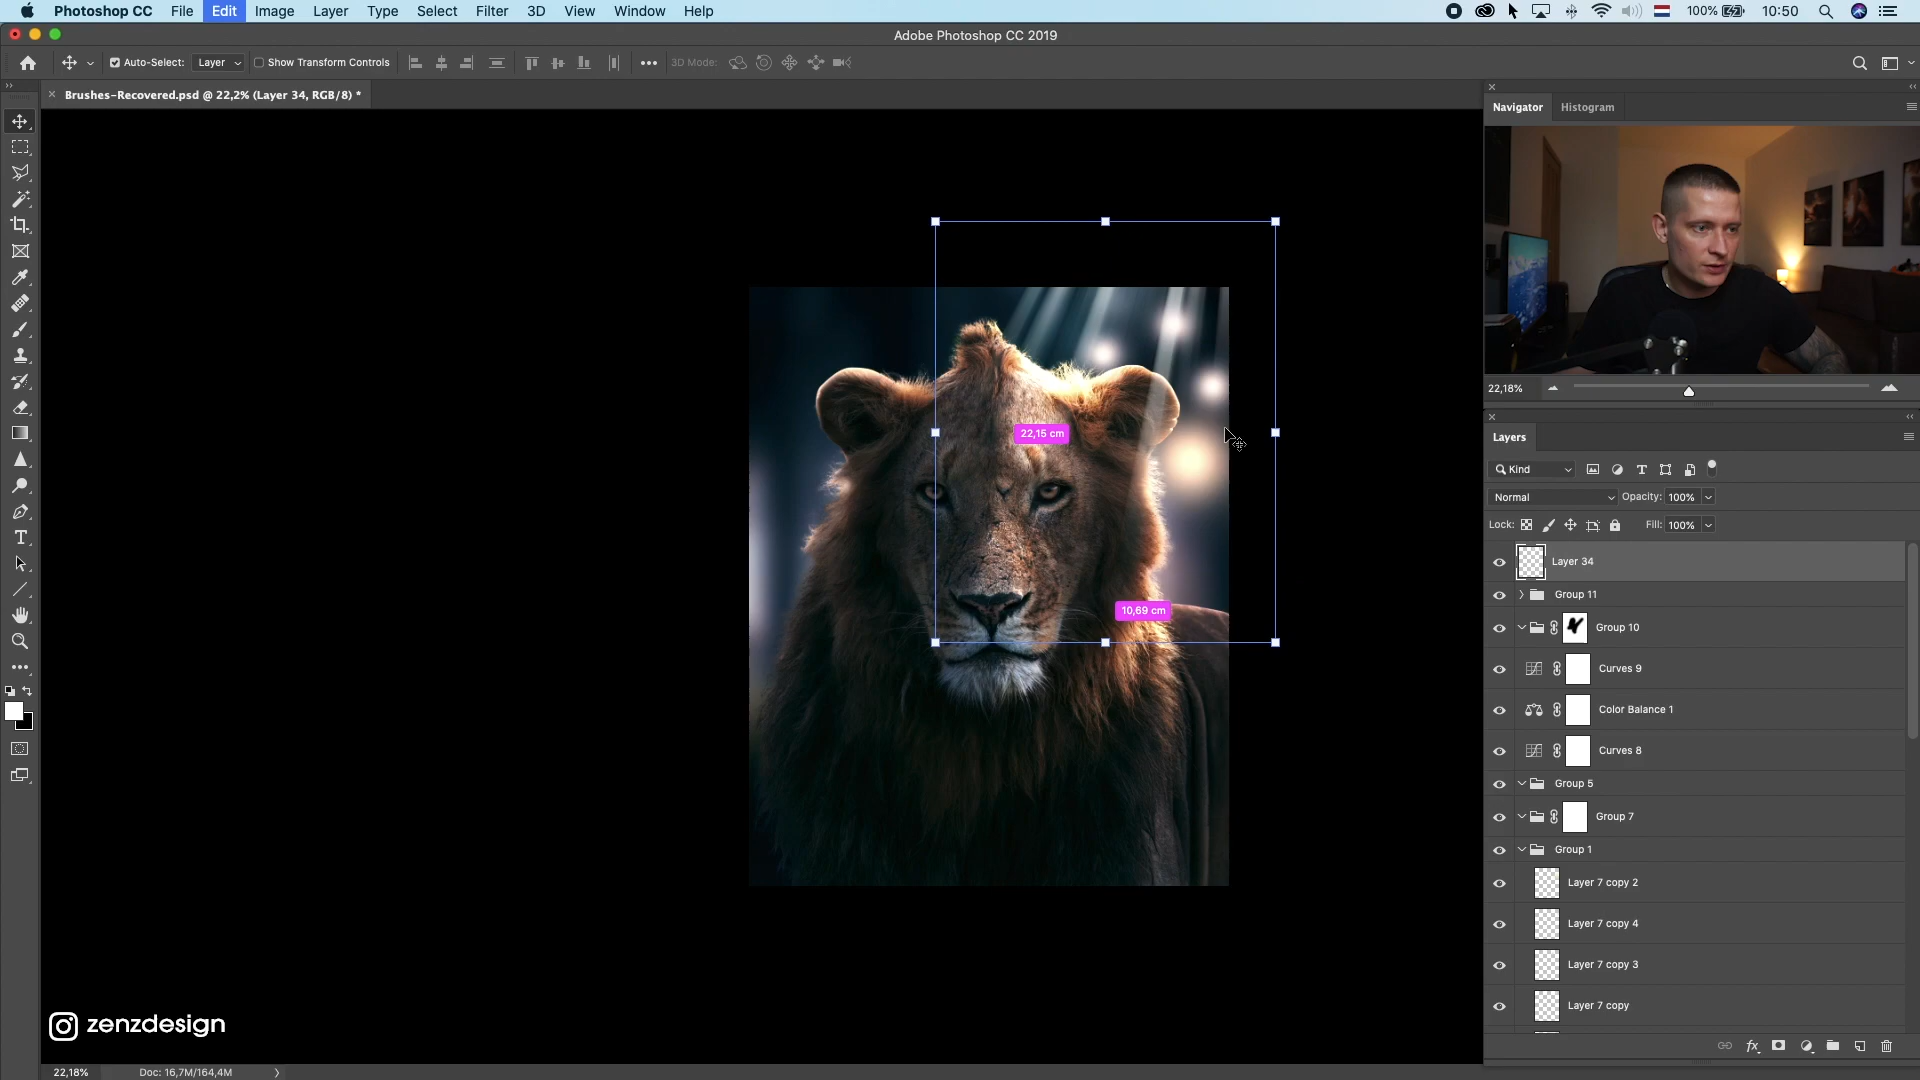 Photoshop CC File Edit Image Layer Type Select Filter 3D View Window Help 100% 10:50
Adobe Photoshop CC 2019
Auto-Select: Layer Show Transform Controls 3D Mode:
Brushes-Recovered.psd @ 22,2% (Layer 34, RGB/8) *
Navigator Histogram
22,18%
Layers
Kind
Normal Opacity: 100%
Lock: Fill: 100%
Layer 34
Group 11
Group 10
Curves 9
Color Balance 1
Curves 8
Group 5
Group 7
Group 1
Layer 7 copy 2
Layer 7 copy 4
Layer 7 copy 3
Layer 7 copy
22,15 cm
10,69 cm
zenzdesign
22,18% Doc: 16,7M/164,4M